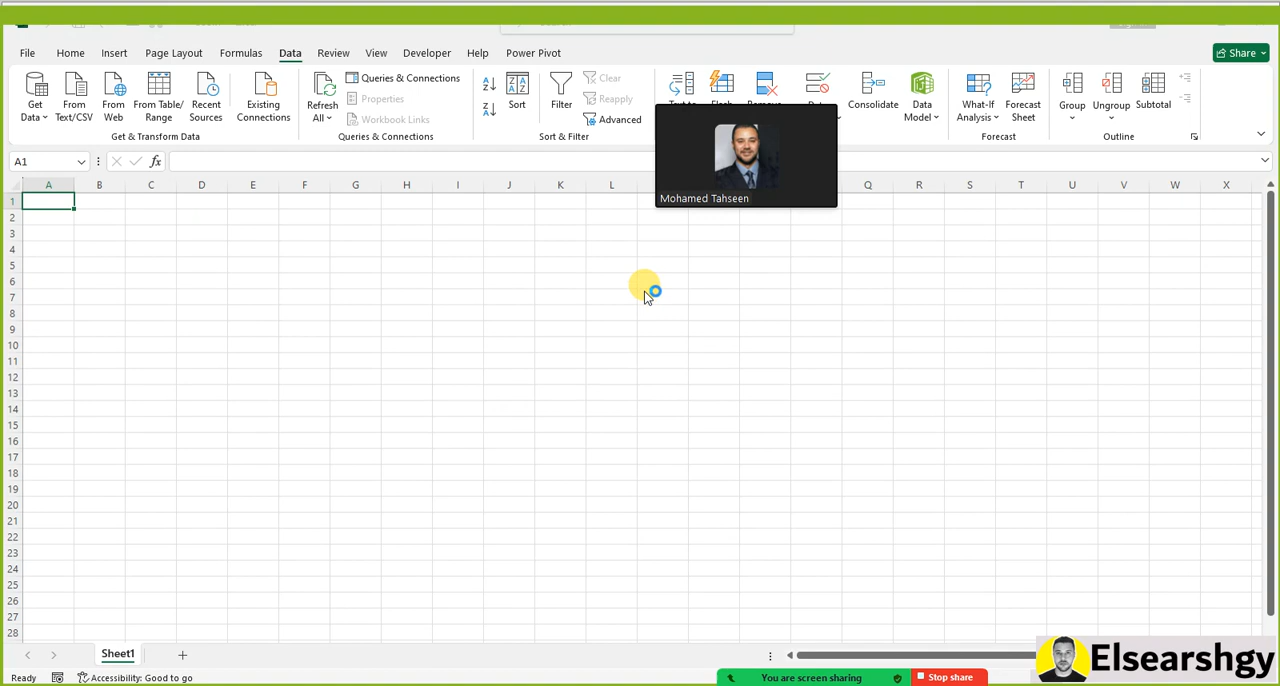 File Home Insert Page Layout Formulas Data Review View Developer Help Power Pivot Share
Get Data From Text/CSV From Web From Table/Range Recent Sources Existing Connections
Get & Transform Data
Refresh All Queries & Connections
Properties
Workbook Links
Queries & Connections
Sort Filter Clear
Reapply
Advanced
Sort & Filter
Consolidate Data Model
What-If Analysis Forecast Sheet
Forecast
Group Ungroup Subtotal
Outline
Mohamed Tahseen
A1 fx
A B C D E F G H I J K L Q R S T U V W X
1
2
3
4
5
6
7
8
9
10
11
12
13
14
15
16
17
18
19
20
21
22
23
24
25
26
27
28
Sheet1
Ready Accessibility: Good to go
You are screen sharing Stop share
Elsearshgy